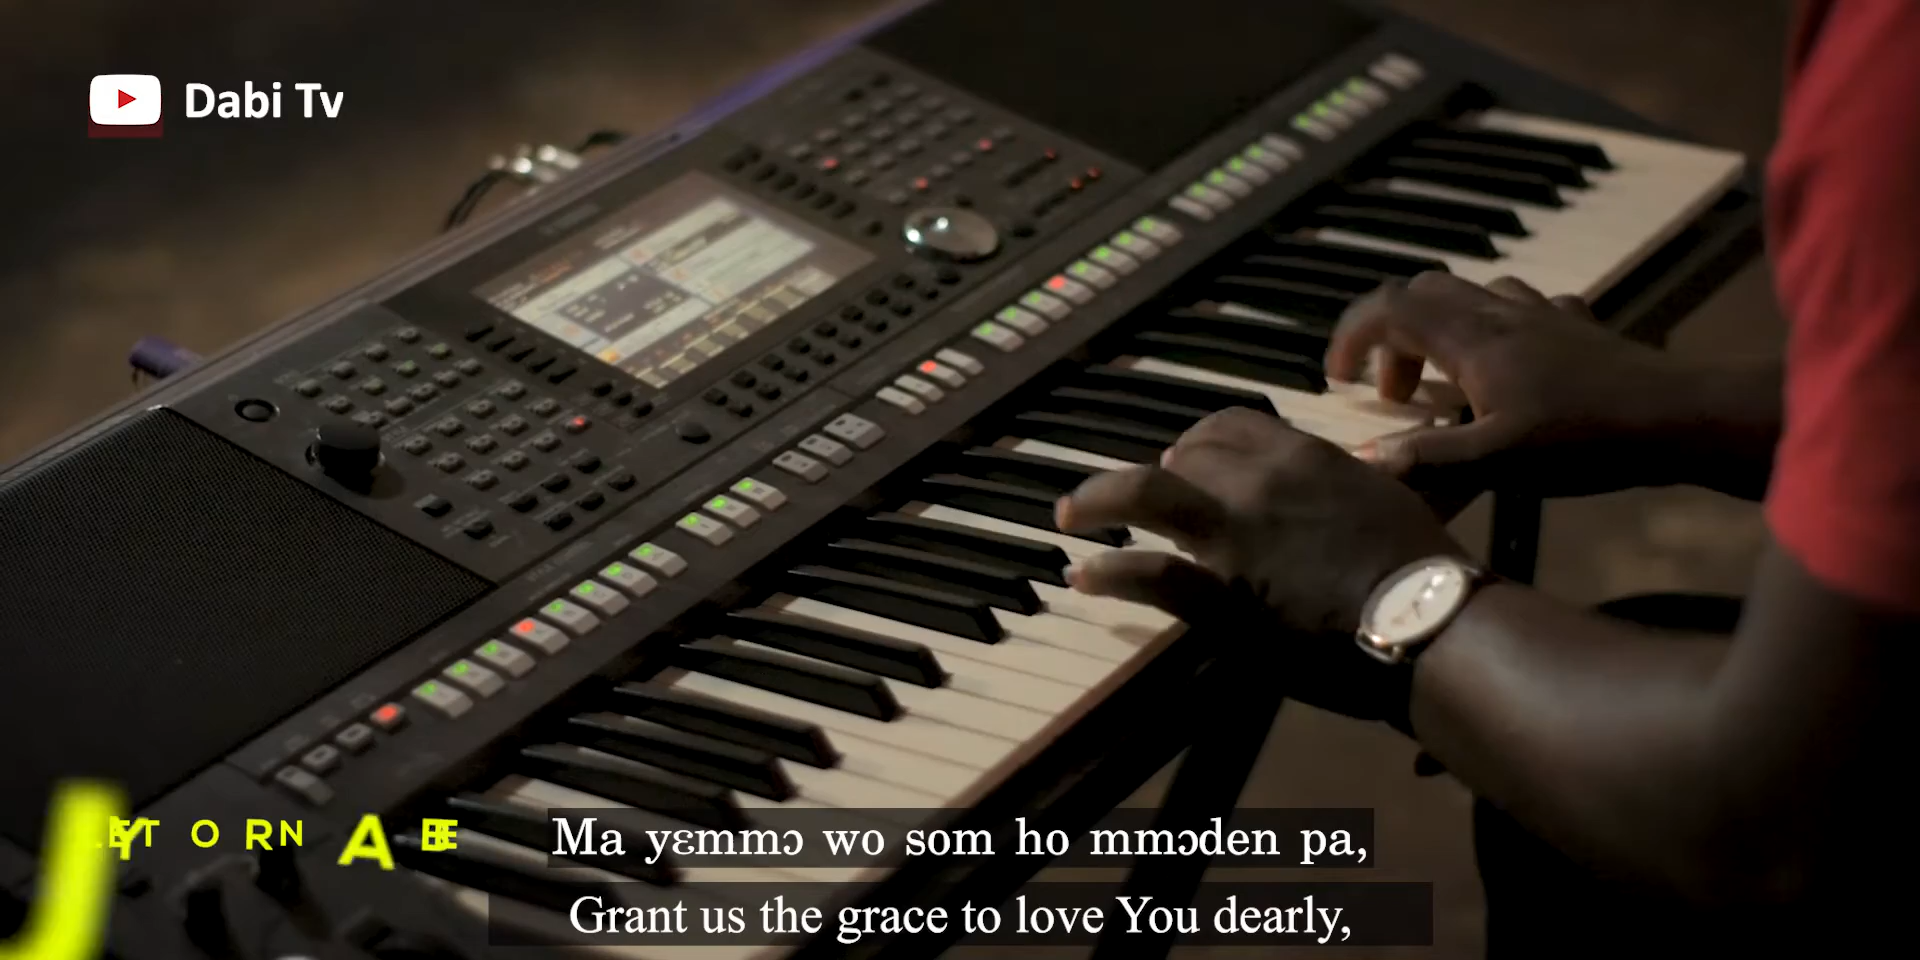 Dabi Tv
Ma yɛmmɔ wo som ho mmɔden pa,
Grant us the grace to love You dearly,